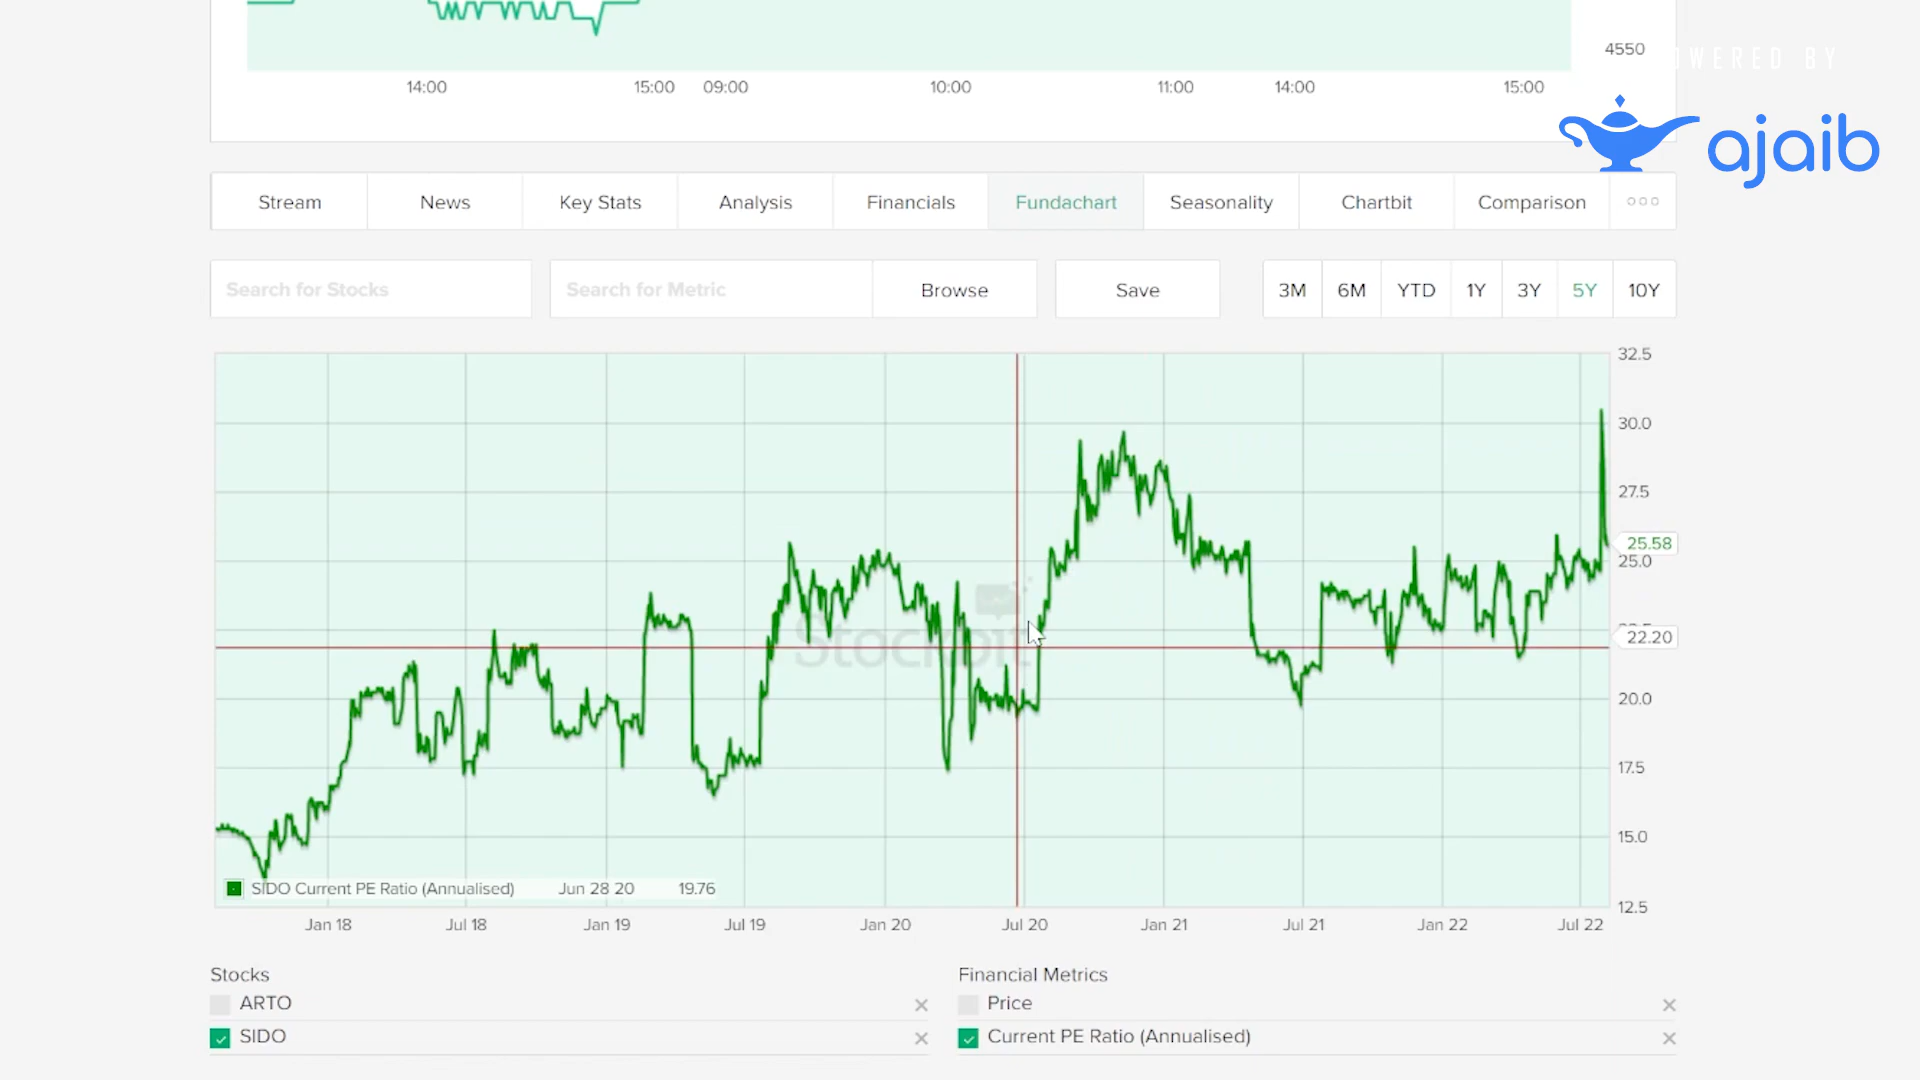 4550
OWERED BY
14:00 15:00 09:00 10:00 11:00 14:00 15:00
ajaib
Stream News Key Stats Analysis Financials Fundachart Seasonality Chartbit Comparison
Search for Stocks Search for Metric Browse Save 3M 6M YTD 1Y 3Y 5Y 10Y
32.5
30.0
27.5
25.58
25.0
22.20
20.0
17.5
15.0
12.5
Stockbit
SIDO Current PE Ratio (Annualised) Jun 28 20 19.76
Jan 18 Jul 18 Jan 19 Jul 19 Jan 20 Jul 20 Jan 21 Jul 21 Jan 22 Jul 22
Stocks Financial Metrics
ARTO Price
SIDO Current PE Ratio (Annualised)